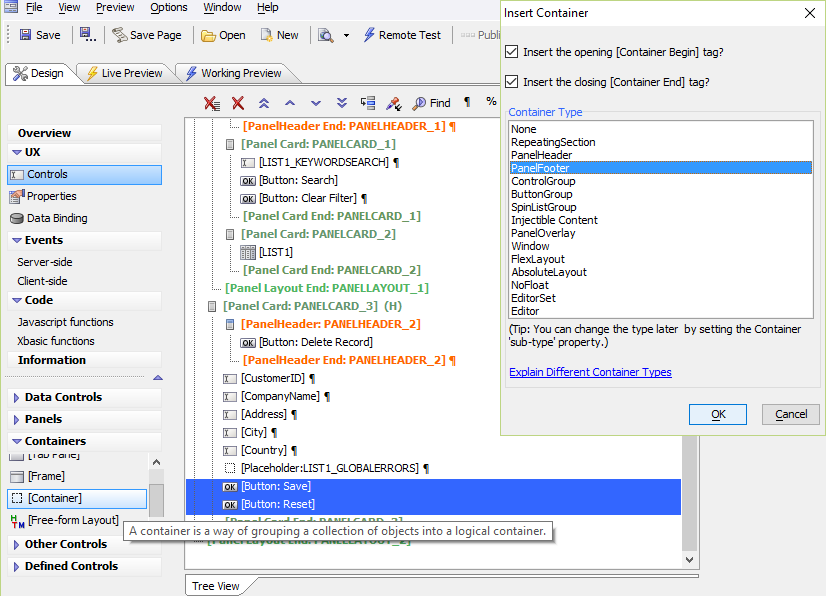 File View Preview Options Window Help
Save Save Page Open New Remote Test Publi
Design Live Preview Working Preview
Find ¶ %
Overview
UX
Controls
Properties
Data Binding
Events
Server-side
Client-side
Code
Javascript functions
Xbasic functions
Information
Data Controls
Panels
Containers
[Tab Pane]
[Frame]
[Container]
[Free-form Layout]
Other Controls
Defined Controls
[PanelHeader End: PANELHEADER_1] ¶
[Panel Card: PANELCARD_1]
[LIST1_KEYWORDSEARCH] ¶
OK [Button: Search]
OK [Button: Clear Filter] ¶
[Panel Card End: PANELCARD_1]
[Panel Card: PANELCARD_2]
[LIST1]
[Panel Card End: PANELCARD_2]
[Panel Layout End: PANELLAYOUT_1]
[Panel Card: PANELCARD_3] (H)
[PanelHeader: PANELHEADER_2]
OK [Button: Delete Record]
[PanelHeader End: PANELHEADER_2] ¶
[CustomerID] ¶
[CompanyName] ¶
[Address] ¶
[City] ¶
[Country] ¶
[Placeholder:LIST1_GLOBALERRORS] ¶
OK [Button: Save]
OK [Button: Reset]
[Panel Card End: PANELCARD_3]
[Panel Layout End: PANELLAYOUT_2]
A container is a way of grouping a collection of objects into a logical container.
Tree View
Insert Container
Insert the opening [Container Begin] tag?
Insert the closing [Container End] tag?
Container Type
None
RepeatingSection
PanelHeader
PanelFooter
ControlGroup
ButtonGroup
SpinListGroup
Injectible Content
PanelOverlay
Window
FlexLayout
AbsoluteLayout
NoFloat
EditorSet
Editor
(Tip: You can change the type later by setting the Container
'sub-type' property.)
Explain Different Container Types
OK Cancel